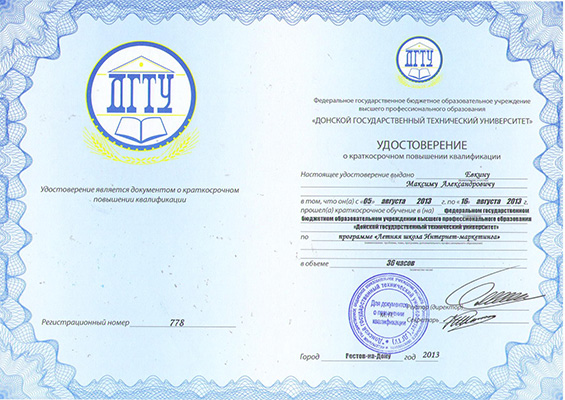 ДГТУ
Удостоверение является документом о краткосрочном
повышении квалификации
Регистрационный номер 778
ДГТУ
Федеральное государственное бюджетное образовательное учреждение
высшего профессионального образования
«ДОНСКОЙ ГОСУДАРСТВЕННЫЙ ТЕХНИЧЕСКИЙ УНИВЕРСИТЕТ»
УДОСТОВЕРЕНИЕ
о краткосрочном повышении квалификации
Настоящее удостоверение выдано Евкину
Максиму Александровичу
в том, что он(а) с «05» августа 2013 г. по «16» августа 2013 г.
прошел(а) краткосрочное обучение в (на) федеральном государственном
бюджетном образовательном учреждении высшего профессионального образования
«Донской государственный технический университет»
по программе «Летняя школа Интернет-маркетинга»
в объеме 36 часов
Для документов
о повышении
квалификации
Ректор (директор)
Секретарь
Город Ростов-на-Дону год 2013